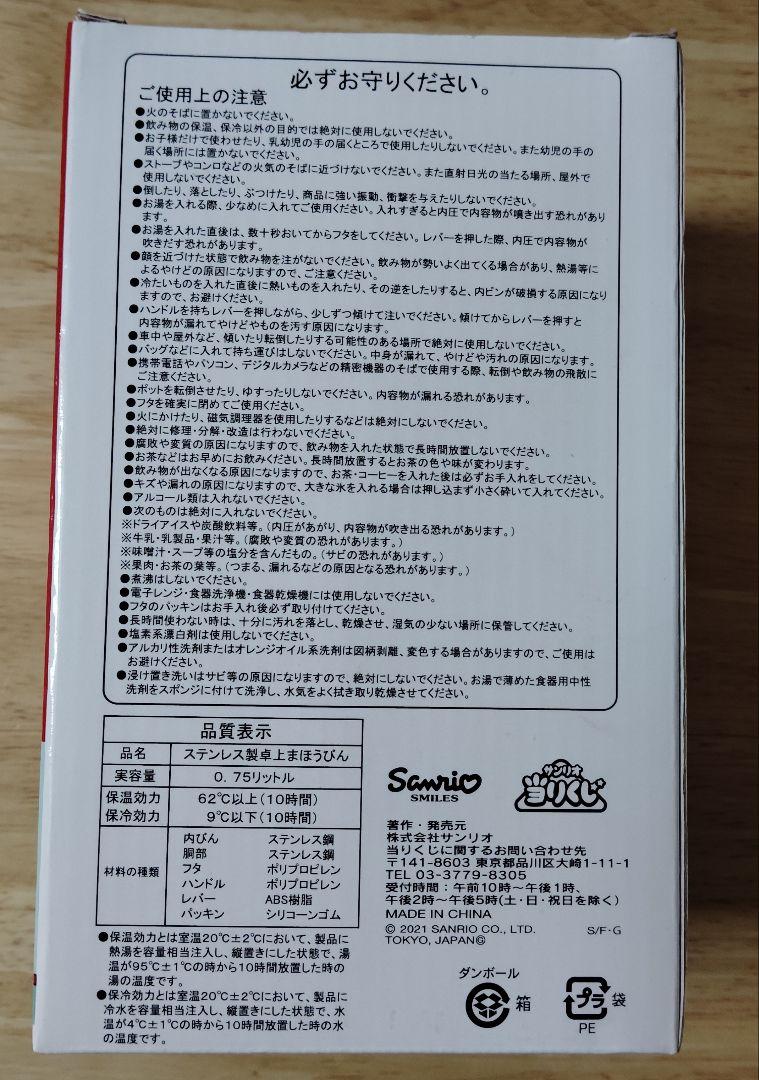 必ずお守りください。
ご使用上の注意
●火のそばに置かないでください。
●飲み物の保温、保冷以外の目的では絶対に使用しないでください。
●お子様だけで使わせたり、乳幼児の手の届くところで使用したりしないでください。また幼児の手の
届く場所には置かないでください。
●ストーブやコンロなどの火気のそばに近づけないでください。また直射日光の当たる場所、屋外で
使用しないでください。
●倒したり、落としたり、ぶつけたり、商品に強い振動、衝撃を与えたりしないでください。
●お湯を入れる際、少なめに入れてご使用ください。入れすぎると内圧で内容物が噴き出す恐れがあり
ます。
●お湯を入れた直後は、数十秒おいてからフタをしてください。レバーを押した際、内圧で内容物が
吹きだす恐れがあります。
●顔を近づけた状態で飲み物を注がないでください。飲み物が勢いよく出てくる場合があり、熱湯等に
よるやけどの原因になりますので、ご注意ください。
●冷たいものを入れた直後に熱いものを入れたり、その逆をしたりすると、内ビンが破損する原因になり
ますので、お避けください。
●ハンドルを持ちレバーを押しながら、少しずつ傾けて注いでください。傾けてからレバーを押すと
内容物が漏れてやけどやものを汚す原因になります。
●車中や屋外など、傾いたり転倒したりする可能性のある場所で絶対に使用しないでください。
●バッグなどに入れて持ち運びはしないでください。中身が漏れて、やけどや汚れの原因になります。
●携帯電話やパソコン、デジタルカメラなどの精密機器のそばで使用する際、転倒や飲み物の飛散に
ご注意ください。
●ポットを転倒させたり、ゆすったりしないでください。内容物が漏れる恐れがあります。
●フタを確実に閉めてご使用ください。
●火にかけたり、磁気調理器を使用したりするなどは絶対にしないでください。
●絶対に修理・分解・改造は行わないでください。
●腐敗や変質の原因になりますので、飲み物を入れた状態で長時間放置しないでください。
●お茶などはお早めにお飲みください。長時間放置するとお茶の色や味が変わります。
●飲み物が出なくなる原因になりますので、お茶・コーヒーを入れた後は必ずお手入れをしてください。
●キズや漏れの原因になりますので、大きな氷を入れる場合は押し込まず小さく砕いて入れてください。
●アルコール類は入れないでください。
●次のものは絶対に入れないでください。
※ドライアイスや炭酸飲料等。(内圧があがり、内容物が吹き出る恐れがあります。)
※牛乳・乳製品・果汁等。(腐敗や変質の恐れがあります。)
※味噌汁・スープ等の塩分を含んだもの。(サビの恐れがあります。)
※果肉・お茶の葉等。(つまる、漏れるなどの原因となる恐れがあります。)
●煮沸はしないでください。
●電子レンジ・食器洗浄機・食器乾燥機には使用しないでください。
●フタのパッキンはお手入れ後必ず取り付けてください。
●長時間使わない時は、十分に汚れを落とし、乾燥させ、湿気の少ない場所に保管してください。
●塩素系漂白剤は使用しないでください。
●アルカリ性洗剤またはオレンジオイル系洗剤は図柄剥離、変色する場合がありますので、ご使用は
お避けください。
●浸け置き洗いはサビ等の原因になりますので、絶対にしないでください。お湯で薄めた食器用中性
洗剤をスポンジに付けて洗浄し、水気をよく拭き取り乾燥させてください。
品質表示
品名 ステンレス製卓上まほうびん
実容量 0.75リットル
保温効力 62℃以上(10時間)
保冷効力 9℃以下(10時間)
材料の種類
内びん ステンレス鋼
胴部 ステンレス鋼
フタ ポリプロピレン
ハンドル ポリプロピレン
レバー ABS樹脂
パッキン シリコーンゴム
●保温効力とは室温20℃±2℃において、製品に
熱湯を容量相当注入し、縦置きにした状態で、湯
温が95℃±1℃の時から10時間放置した時の
湯の温度です。
●保冷効力とは室温20℃±2℃において、製品に
冷水を容量相当注入し、縦置きにした状態で、水
温が4℃±1℃の時から10時間放置した時の水
の温度です。
Sanrio
SMILES
サンリオ
当りくじ
著作・発売元
株式会社サンリオ
当りくじに関するお問い合わせ先
〒141-8603 東京都品川区大崎1-11-1
TEL 03-3779-8305
受付時間:午前10時〜午後1時、
午後2時〜午後5時(土・日・祝日を除く)
MADE IN CHINA
© 2021 SANRIO CO., LTD. S/F・G
TOKYO, JAPAN Ⓖ
ダンボール
箱
プラ 袋
PE